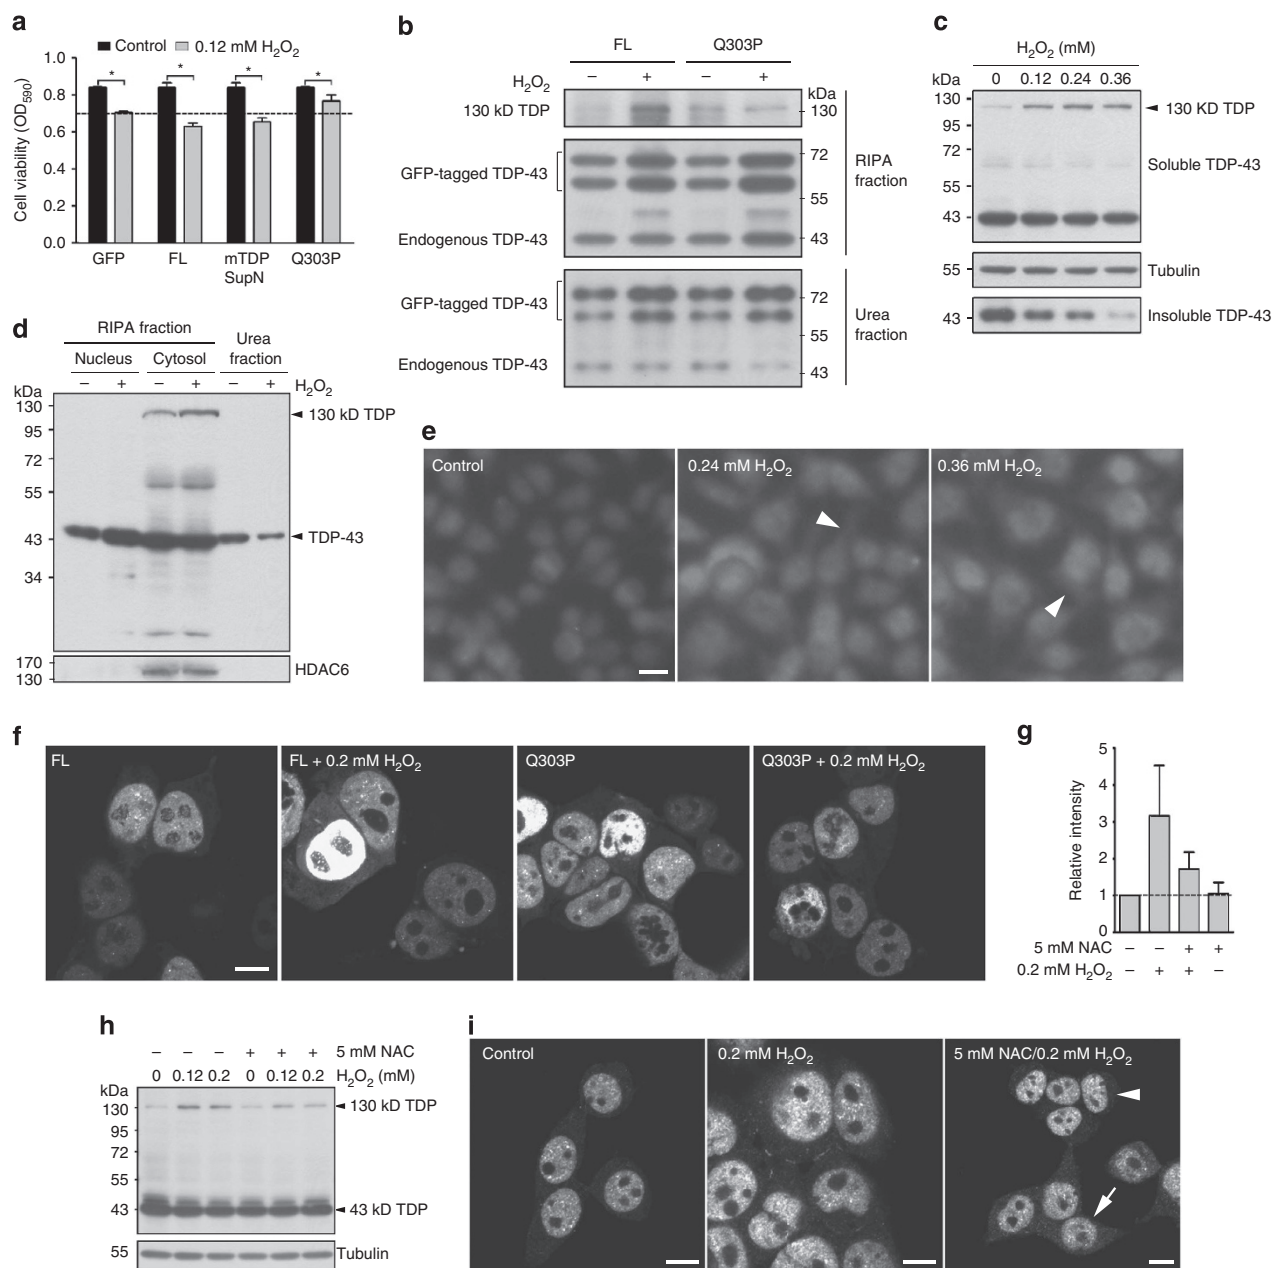 a
Control 0.12 mM H2O2
Cell viability (OD590)
1.0
0.8
0.6
0.4
0.2
0.0
* * * *
GFP FL mTDP SupN Q303P
b
FL Q303P
H2O2 – + – +
kDa
130 kD TDP 130
GFP-tagged TDP-43 72
RIPA fraction
55
Endogenous TDP-43 43
GFP-tagged TDP-43 72
Urea fraction
55
Endogenous TDP-43 43
c
H2O2 (mM)
kDa 0 0.12 0.24 0.36
130 130 KD TDP
95
72
Soluble TDP-43
55
43
55 Tubulin
43 Insoluble TDP-43
d
RIPA fraction Urea fraction
Nucleus Cytosol
– + – + – + H2O2
kDa
130 130 kD TDP
95
72
55
43 TDP-43
34
170 HDAC6
130
e
Control
0.24 mM H2O2
0.36 mM H2O2
f
FL
FL + 0.2 mM H2O2
Q303P
Q303P + 0.2 mM H2O2
g
Relative intensity
5
4
3
2
1
0
5 mM NAC – – + +
0.2 mM H2O2 – + + –
h
– – – + + + 5 mM NAC
0 0.12 0.2 0 0.12 0.2 H2O2 (mM)
kDa
130 130 kD TDP
95
72
55
43 43 kD TDP
55 Tubulin
i
Control
0.2 mM H2O2
5 mM NAC/0.2 mM H2O2